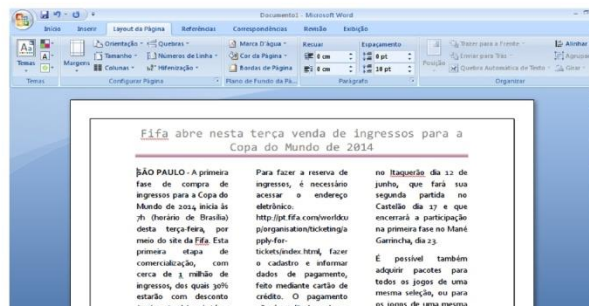 Documento1 - Microsoft Word
Início Inserir Layout da Página Referências Correspondências Revisão Exibição
Temas
Margens
Orientação
Tamanho
Colunas
Quebras
Números de Linha
Hifenização
Marca D'água
Cor da Página
Bordas de Página
Recuar
0 cm
0 cm
Espaçamento
0 pt
10 pt
Posição
Trazer para a Frente
Enviar para Trás
Quebra Automática de Texto
Alinhar
Agrupar
Girar
Temas Configurar Página Plano de Fundo da Pá... Parágrafo Organizar
Fifa abre nesta terça venda de ingressos para a
Copa do Mundo de 2014
SÃO PAULO - A primeira
fase de compra de
ingressos para a Copa do
Mundo de 2014 inicia às
7h (horário de Brasília)
desta terça-feira, por
meio do site da Fifa. Esta
primeira etapa de
comercialização, com
cerca de 1 milhão de
ingressos, dos quais 30%
estarão com desconto
Para fazer a reserva de
ingressos, é necessário
acessar o endereço
eletrônico:
http://pt.fifa.com/worldcu
p/organisation/ticketing/a
pply-for-
tickets/index.html, fazer
o cadastro e informar
dados de pagamento,
feito mediante cartão de
crédito. O pagamento
no Itaquerão dia 12 de
junho, que fará sua
segunda partida no
Castelão dia 17 e que
encerrará a participação
na primeira fase no Mané
Garrincha, dia 23.
É possível também
adquirir pacotes para
todos os jogos de uma
mesma seleção, ou para
os jogos de uma mesma